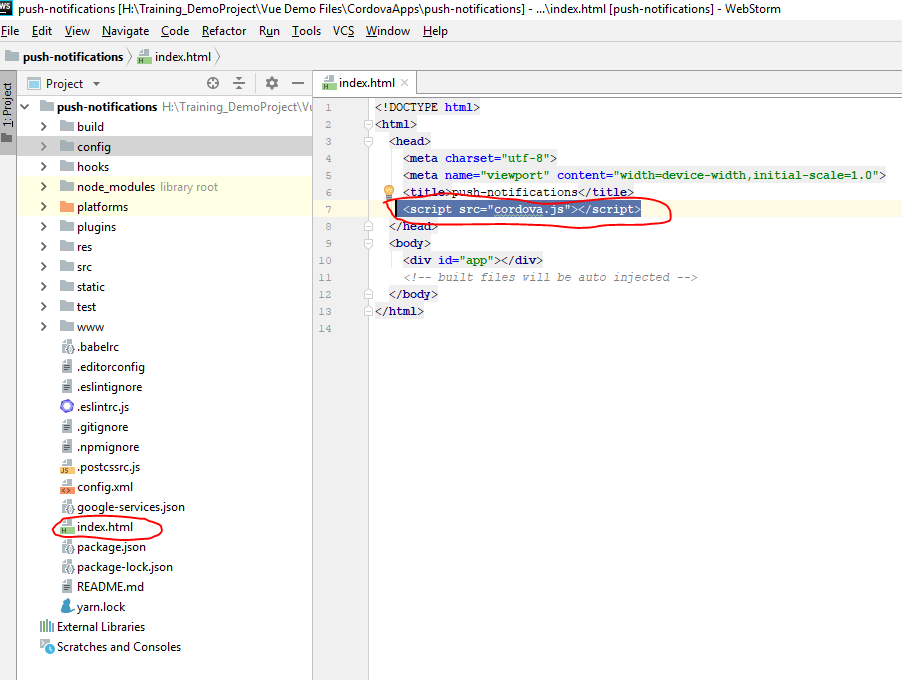 WS push-notifications [H:\Training_DemoProject\Vue Demo Files\CordovaApps\push-notifications] - ...\index.html [push-notifications] - WebStorm
File Edit View Navigate Code Refactor Run Tools VCS Window Help
push-notifications index.html
1: Project
Project
push-notifications H:\Training_DemoProject\Vu
build
config
hooks
node_modules library root
platforms
plugins
res
src
static
test
www
.babelrc
.editorconfig
.eslintignore
.eslintrc.js
.gitignore
.npmignore
.postcssrc.js
config.xml
google-services.json
index.html
package.json
package-lock.json
README.md
yarn.lock
External Libraries
Scratches and Consoles
index.html
1 <!DOCTYPE html>
2 <html>
3 <head>
4 <meta charset="utf-8">
5 <meta name="viewport" content="width=device-width,initial-scale=1.0">
6 <title>push-notifications</title>
7 <script src="cordova.js"></script>
8 </head>
9 <body>
10 <div id="app"></div>
11 <!-- built files will be auto injected -->
12 </body>
13 </html>
14